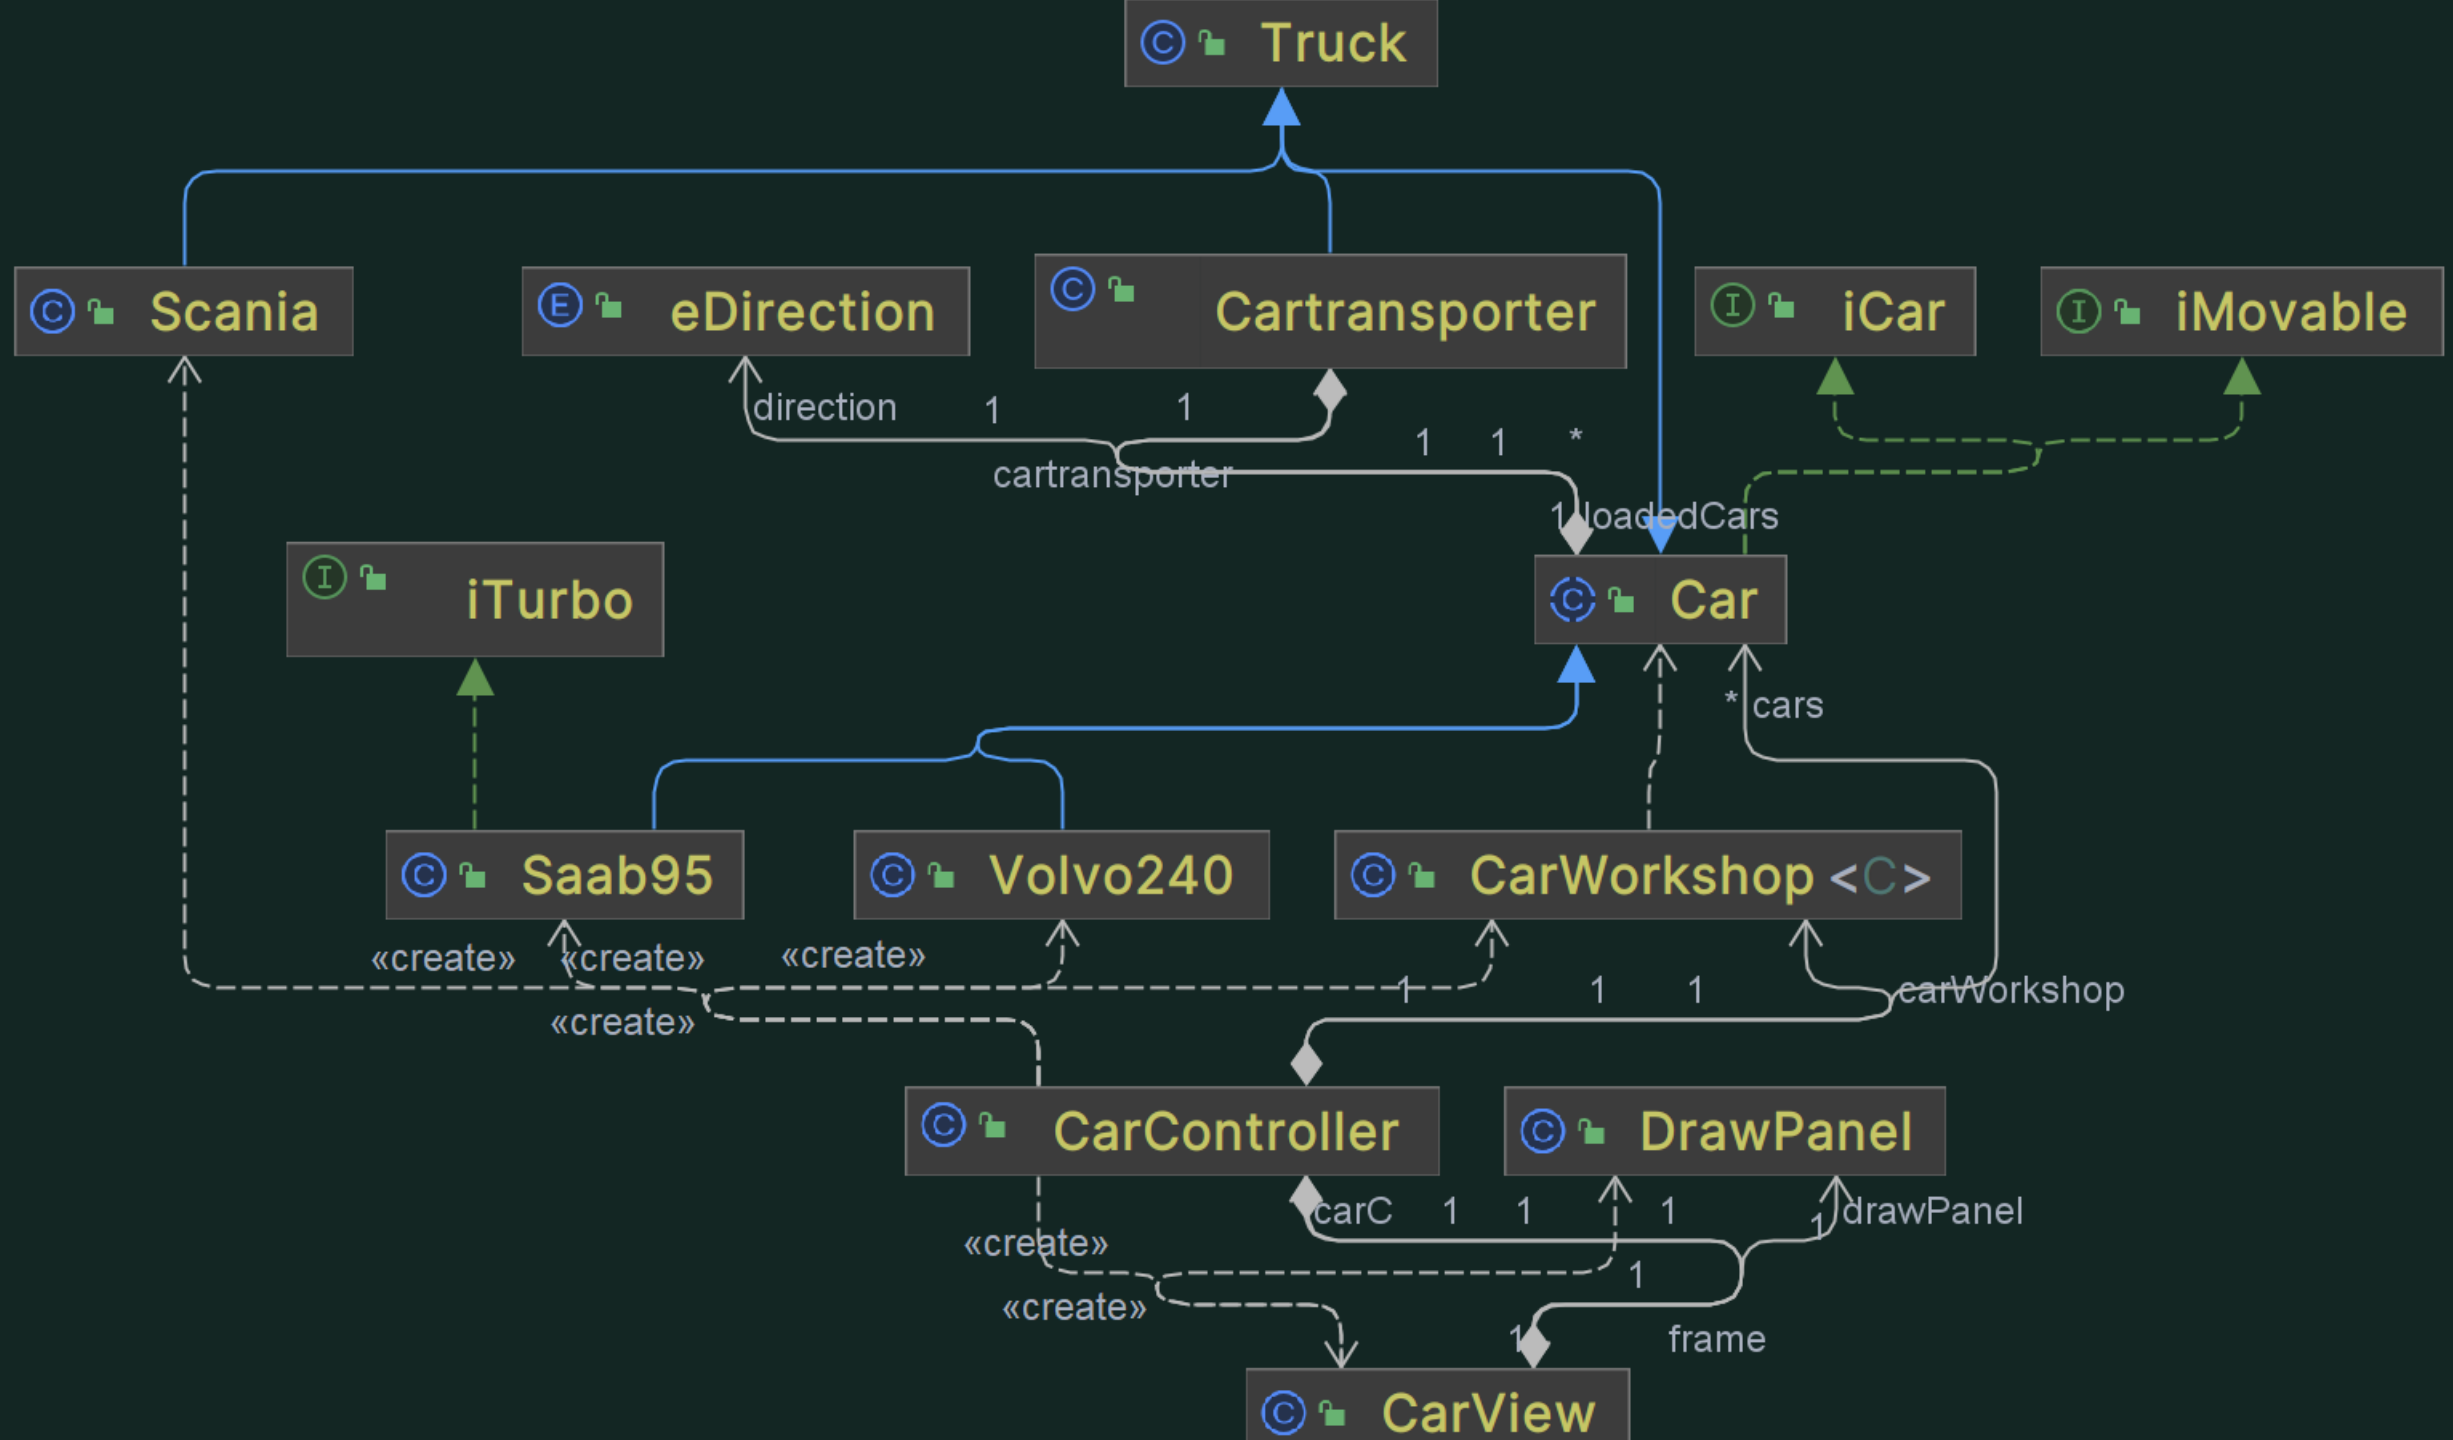 C Truck
C Scania
E eDirection
C Cartransporter
I iCar
I iMovable
direction 1 1
1 1 *
cartransporter
1 loadedCars
I iTurbo
C Car
* cars
C Saab95
C Volvo240
C CarWorkshop <C>
«create» «create» «create»
1 1 1 carWorkshop
«create»
C CarController
C DrawPanel
carC 1 1 1 1 drawPanel
«create»
1
«create»
1 frame
C CarView